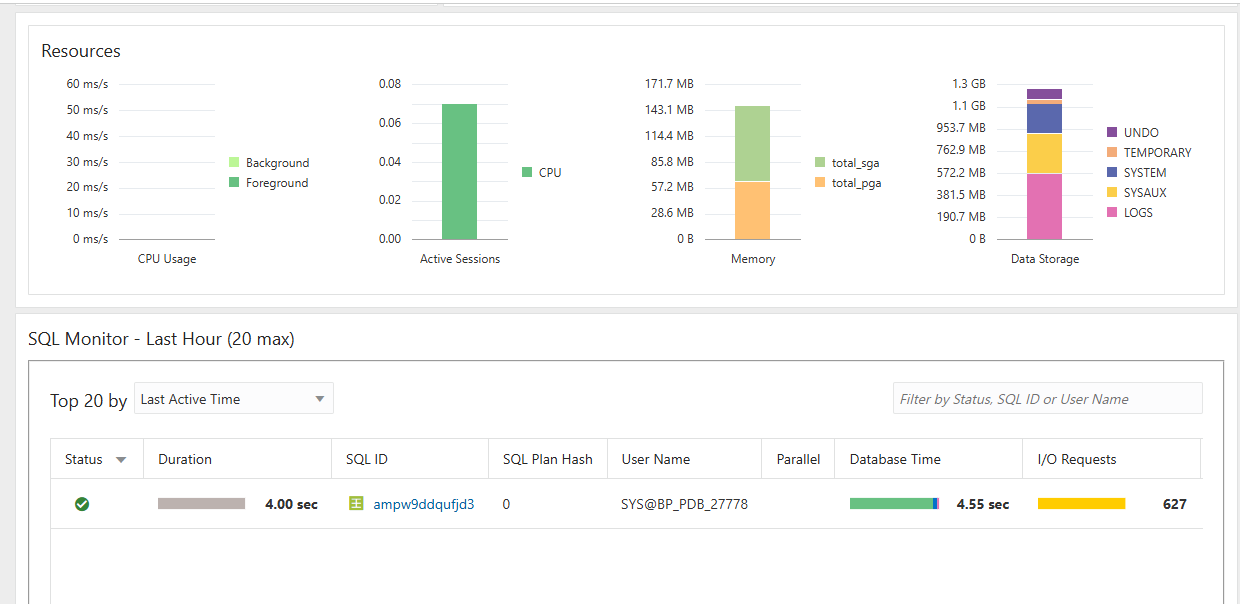 Resources
60 ms/s
50 ms/s
40 ms/s
30 ms/s
20 ms/s
10 ms/s
0 ms/s
CPU Usage
Background
Foreground
0.08
0.06
0.04
0.02
0.00
Active Sessions
CPU
171.7 MB
143.1 MB
114.4 MB
85.8 MB
57.2 MB
28.6 MB
0 B
Memory
total_sga
total_pga
1.3 GB
1.1 GB
953.7 MB
762.9 MB
572.2 MB
381.5 MB
190.7 MB
0 B
Data Storage
UNDO
TEMPORARY
SYSTEM
SYSAUX
LOGS
SQL Monitor - Last Hour (20 max)
Top 20 by Last Active Time Filter by Status, SQL ID or User Name
Status Duration SQL ID SQL Plan Hash User Name Parallel Database Time I/O Requests
4.00 sec ampw9ddqufjd3 0 SYS@BP_PDB_27778 4.55 sec 627